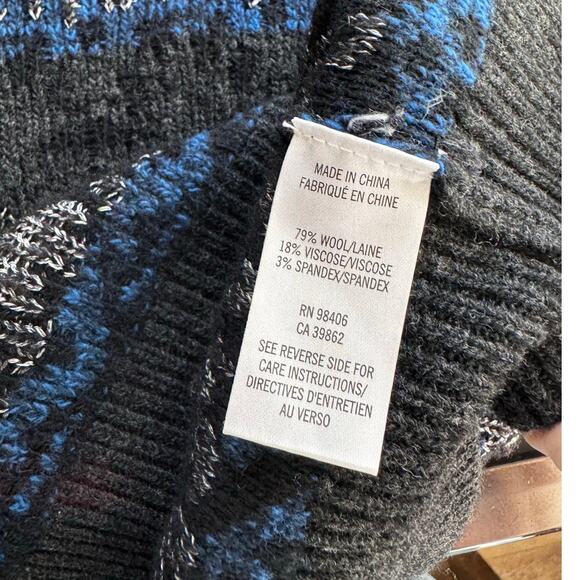 MADE IN CHINA
FABRIQUÉ EN CHINE
79% WOOL/LAINE
18% VISCOSE/VISCOSE
3% SPANDEX/SPANDEX
RN 98406
CA 39862
SEE REVERSE SIDE FOR
CARE INSTRUCTIONS/
DIRECTIVES D'ENTRETIEN
AU VERSO